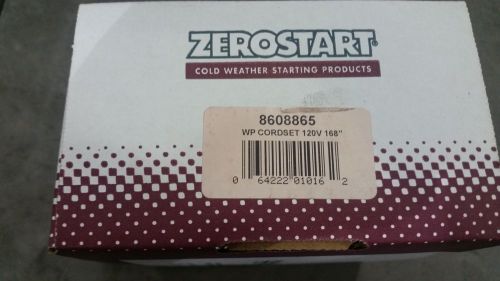 ZEROSTART®
COLD WEATHER STARTING PRODUCTS
8608865
WP CORDSET 120V 168"
0 64222"01016 2